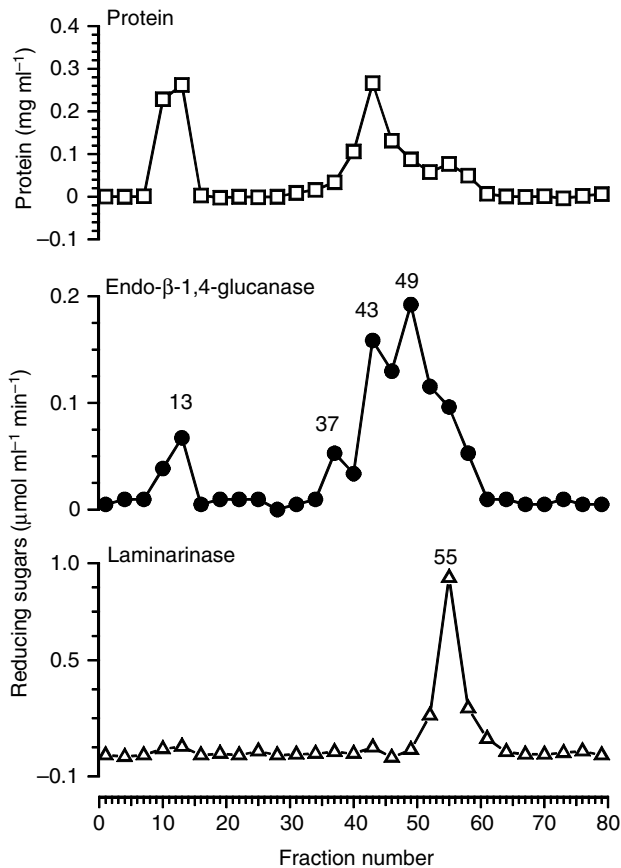 Protein
0.4
0.3
0.2
0.1
0
−0.1
Protein (mg ml−1)
Endo-β-1,4-glucanase
0.2
0.1
0
13
37
43
49
Laminarinase
1.0
0.5
−0.1
55
Reducing sugars (μmol ml−1 min−1)
0 10 20 30 40 50 60 70 80
Fraction number